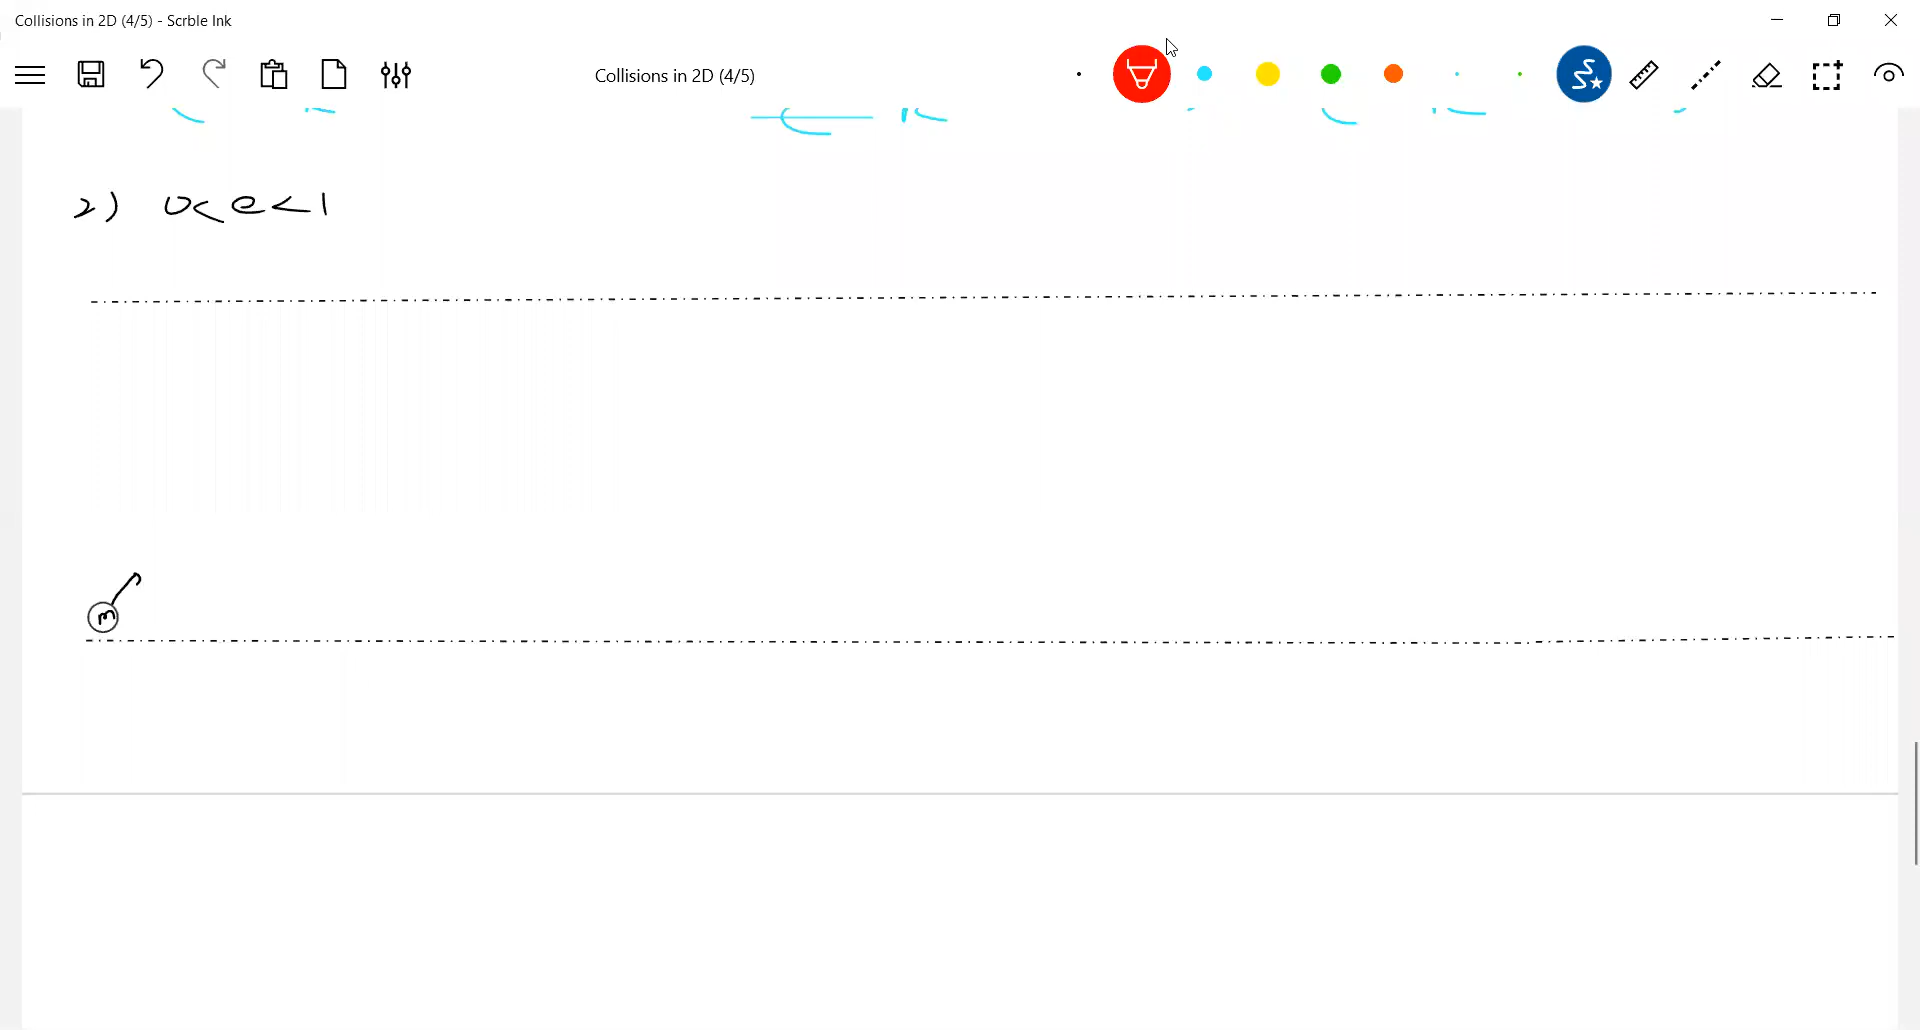 Collisions in 2D (4/5) - Scrble Ink
Collisions in 2D (4/5)
2) 0< e < 1
m